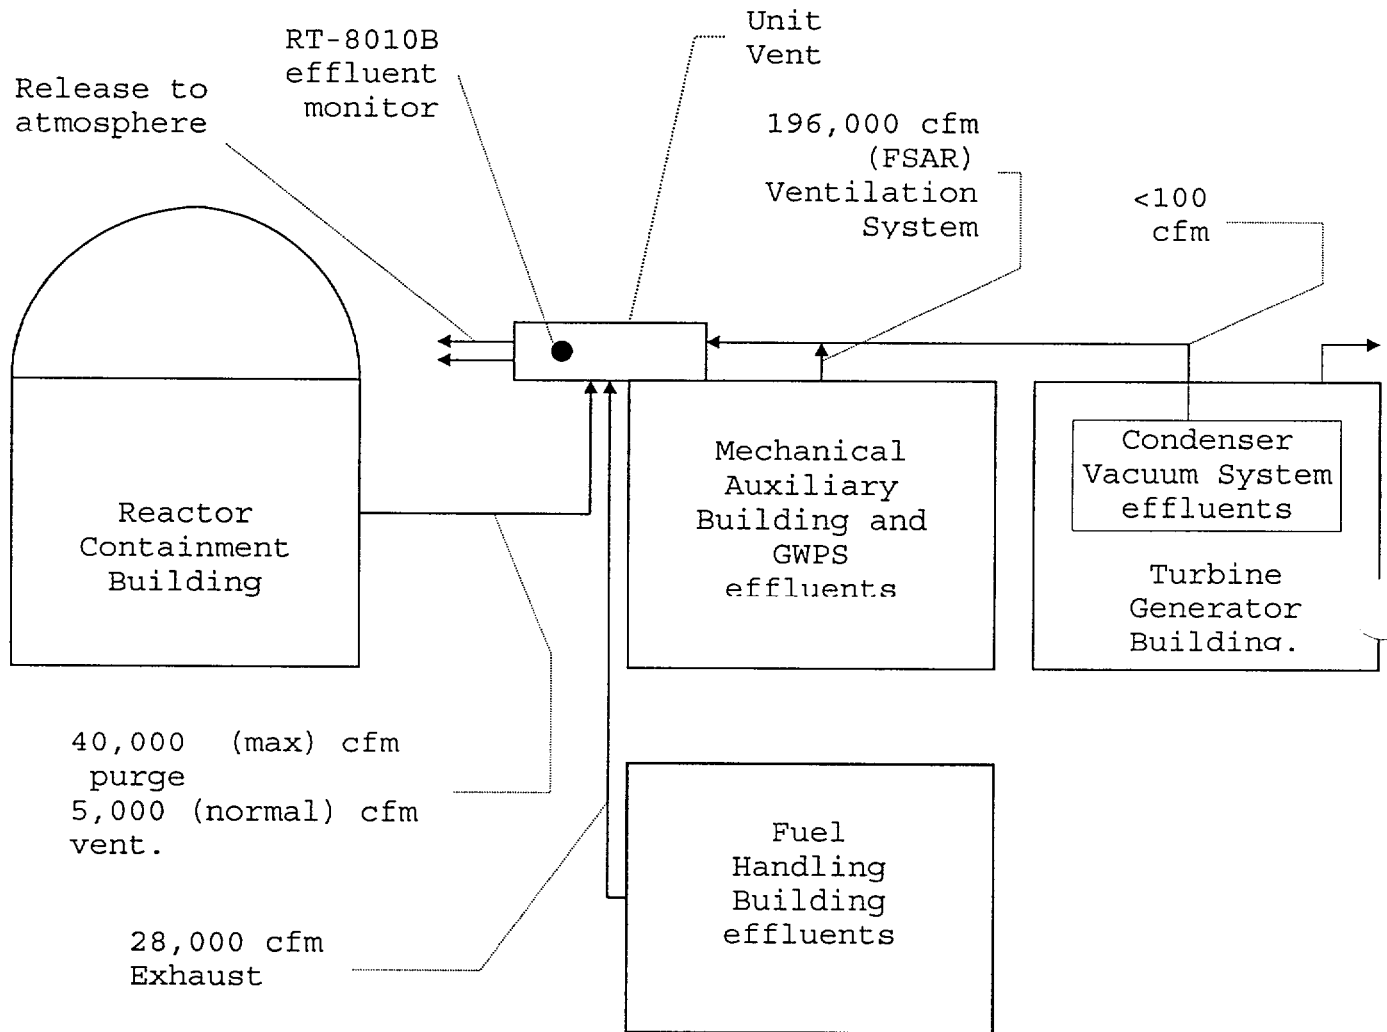 Unit
Vent
RT-8010B
effluent
monitor
Release to
atmosphere
196,000 cfm
(FSAR)
Ventilation
System
<100
cfm
Reactor
Containment
Building
Mechanical
Auxiliary
Building and
GWPS
effluents
Condenser
Vacuum System
effluents
Turbine
Generator
Building.
40,000 (max) cfm
purge
5,000 (normal) cfm
vent.
Fuel
Handling
Building
effluents
28,000 cfm
Exhaust